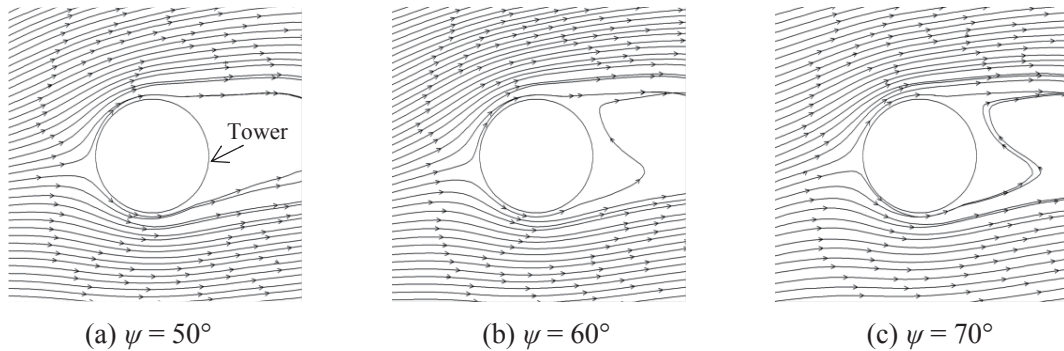 Tower
(a) ψ = 50°
(b) ψ = 60°
(c) ψ = 70°